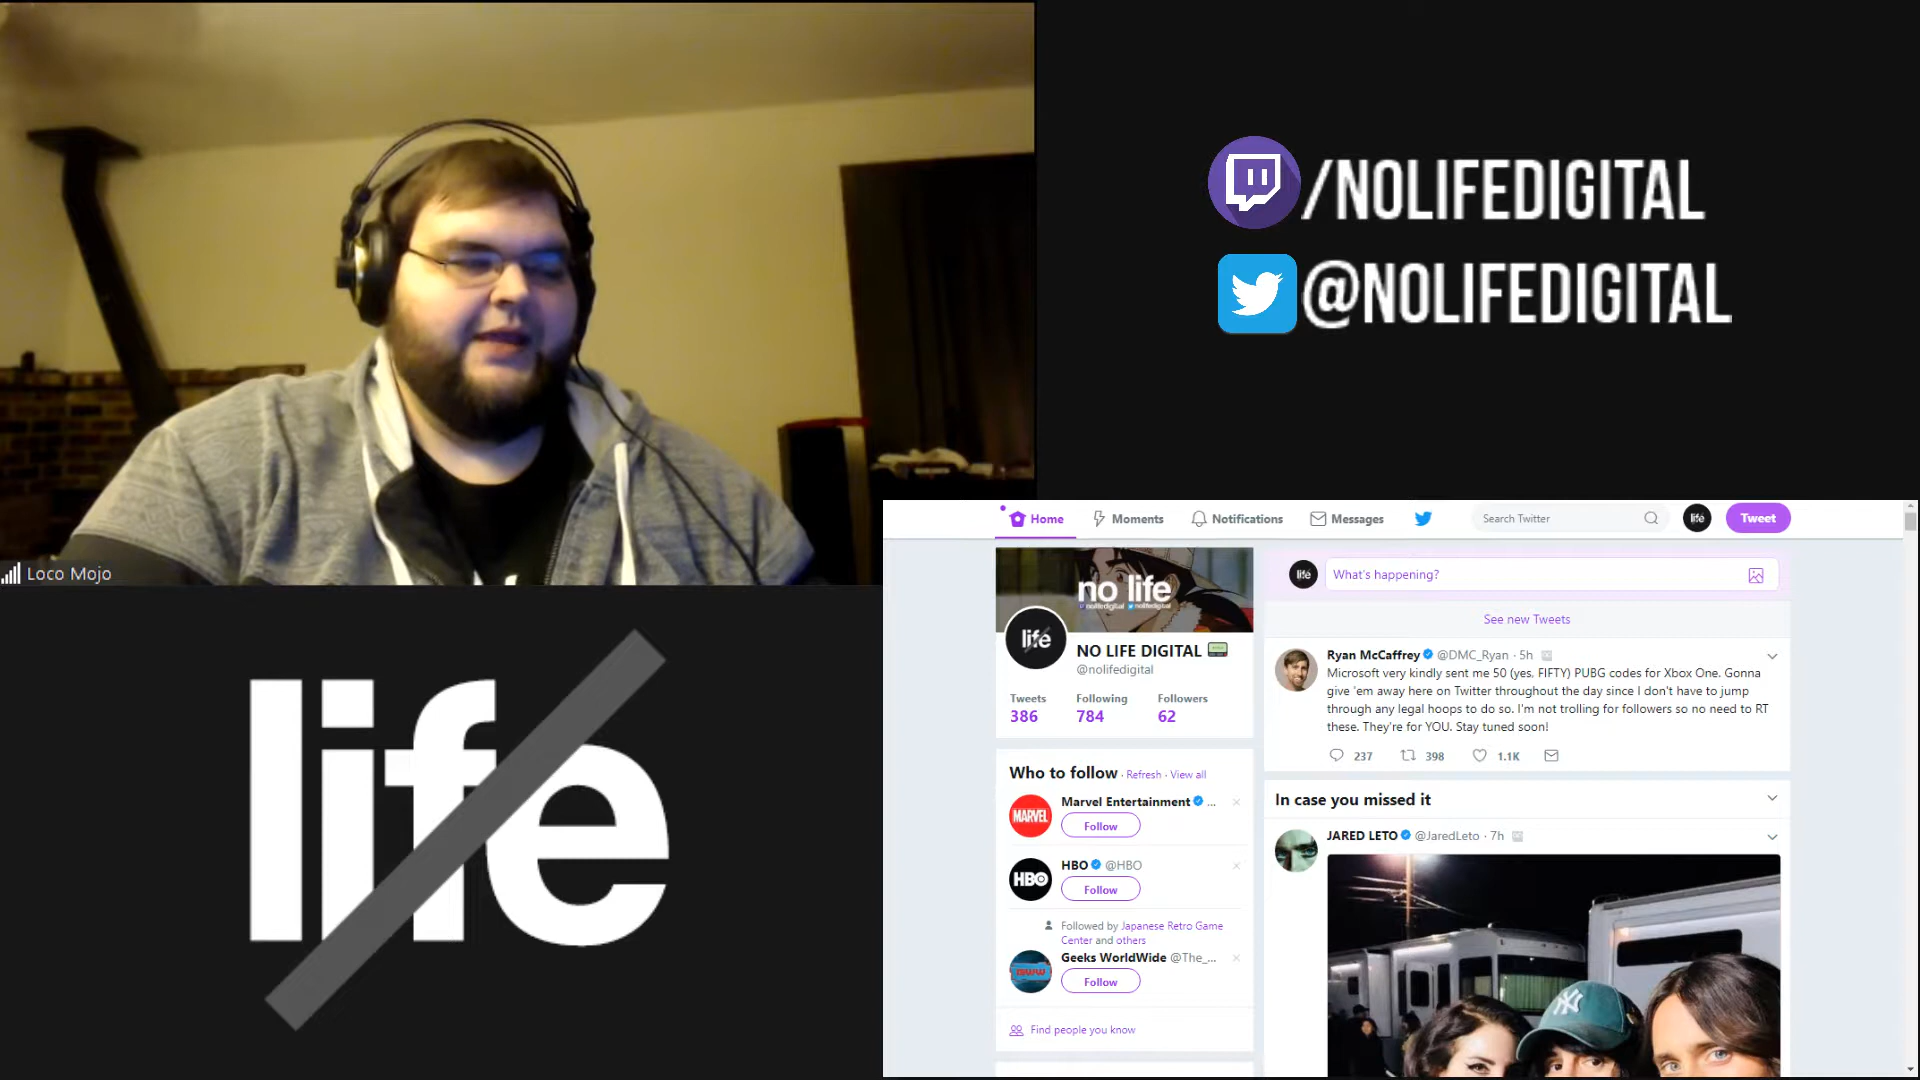 /NOLIFEDIGITAL
@NOLIFEDIGITAL
Loco Mojo
life
Home
Moments
Notifications
Messages
Search Twitter
life
Tweet
no life
nolifedigital nolifedigital
life
NO LIFE DIGITAL
@nolifedigital
Tweets Following Followers
386 784 62
Who to follow · Refresh · View all
MARVEL
Marvel Entertainment ...
Follow
HBO
HBO @HBO
Follow
Followed by Japanese Retro Game
Center and others
Geeks WorldWide @The_...
Follow
Find people you know
life
What's happening?
See new Tweets
Ryan McCaffrey @DMC_Ryan · 5h
Microsoft very kindly sent me 50 (yes, FIFTY) PUBG codes for Xbox One. Gonna
give 'em away here on Twitter throughout the day since I don't have to jump
through any legal hoops to do so. I'm not trolling for followers so no need to RT
these. They're for YOU. Stay tuned soon!
237 398 1.1K
In case you missed it
JARED LETO @JaredLeto · 7h